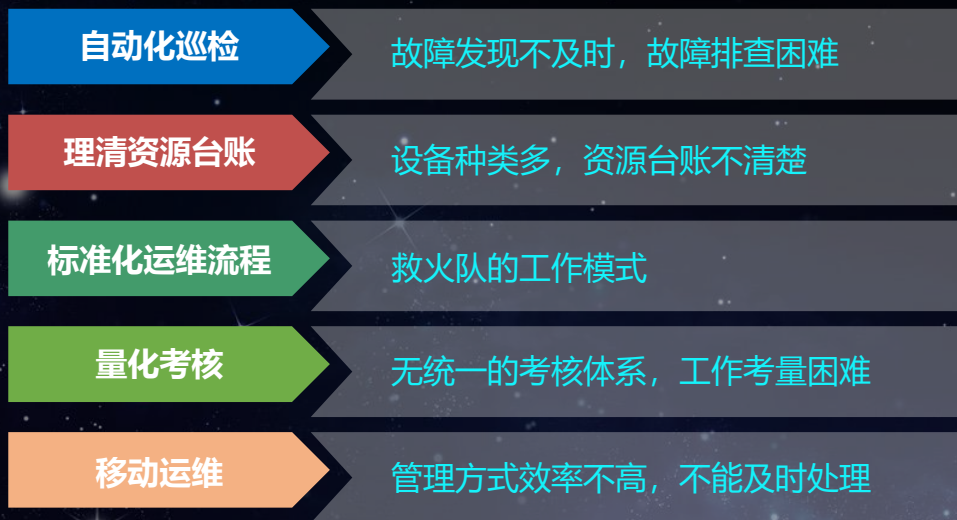 自动化巡检
故障发现不及时，故障排查困难
理清资源台账
设备种类多，资源台账不清楚
标准化运维流程
救火队的工作模式
量化考核
无统一的考核体系，工作考量困难
移动运维
管理方式效率不高，不能及时处理